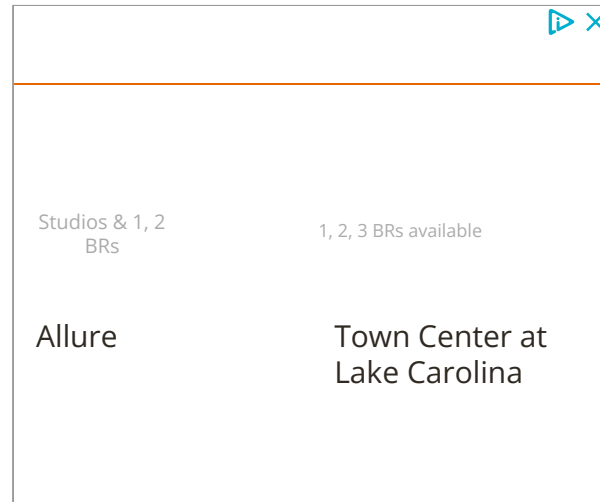 Studios & 1, 2
BRs
1, 2, 3 BRs available
Allure
Town Center at
Lake Carolina